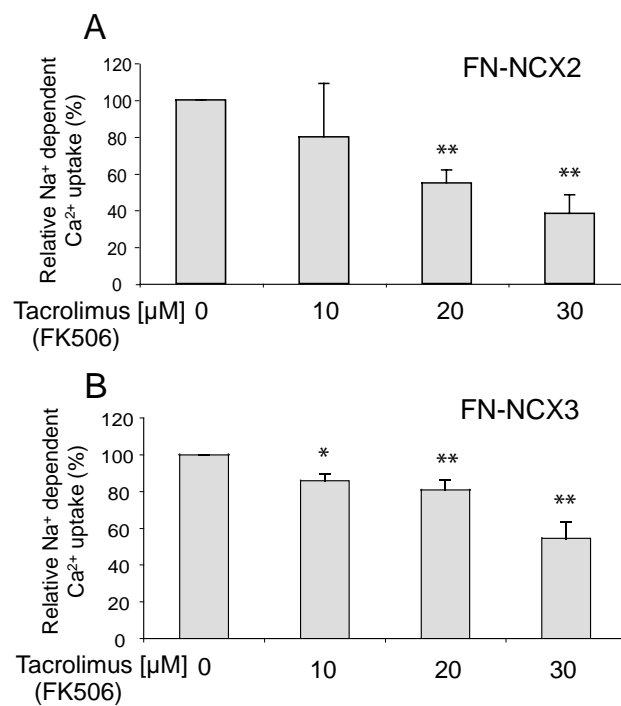 A
FN-NCX2
Relative Na⁺ dependent
Ca²⁺ uptake (%)
120
100
80
60
40
20
0
**
**
Tacrolimus [µM] 0 10 20 30
(FK506)
B
FN-NCX3
Relative Na⁺ dependent
Ca²⁺ uptake (%)
120
100
80
60
40
20
0
*
**
**
Tacrolimus [µM] 0 10 20 30
(FK506)